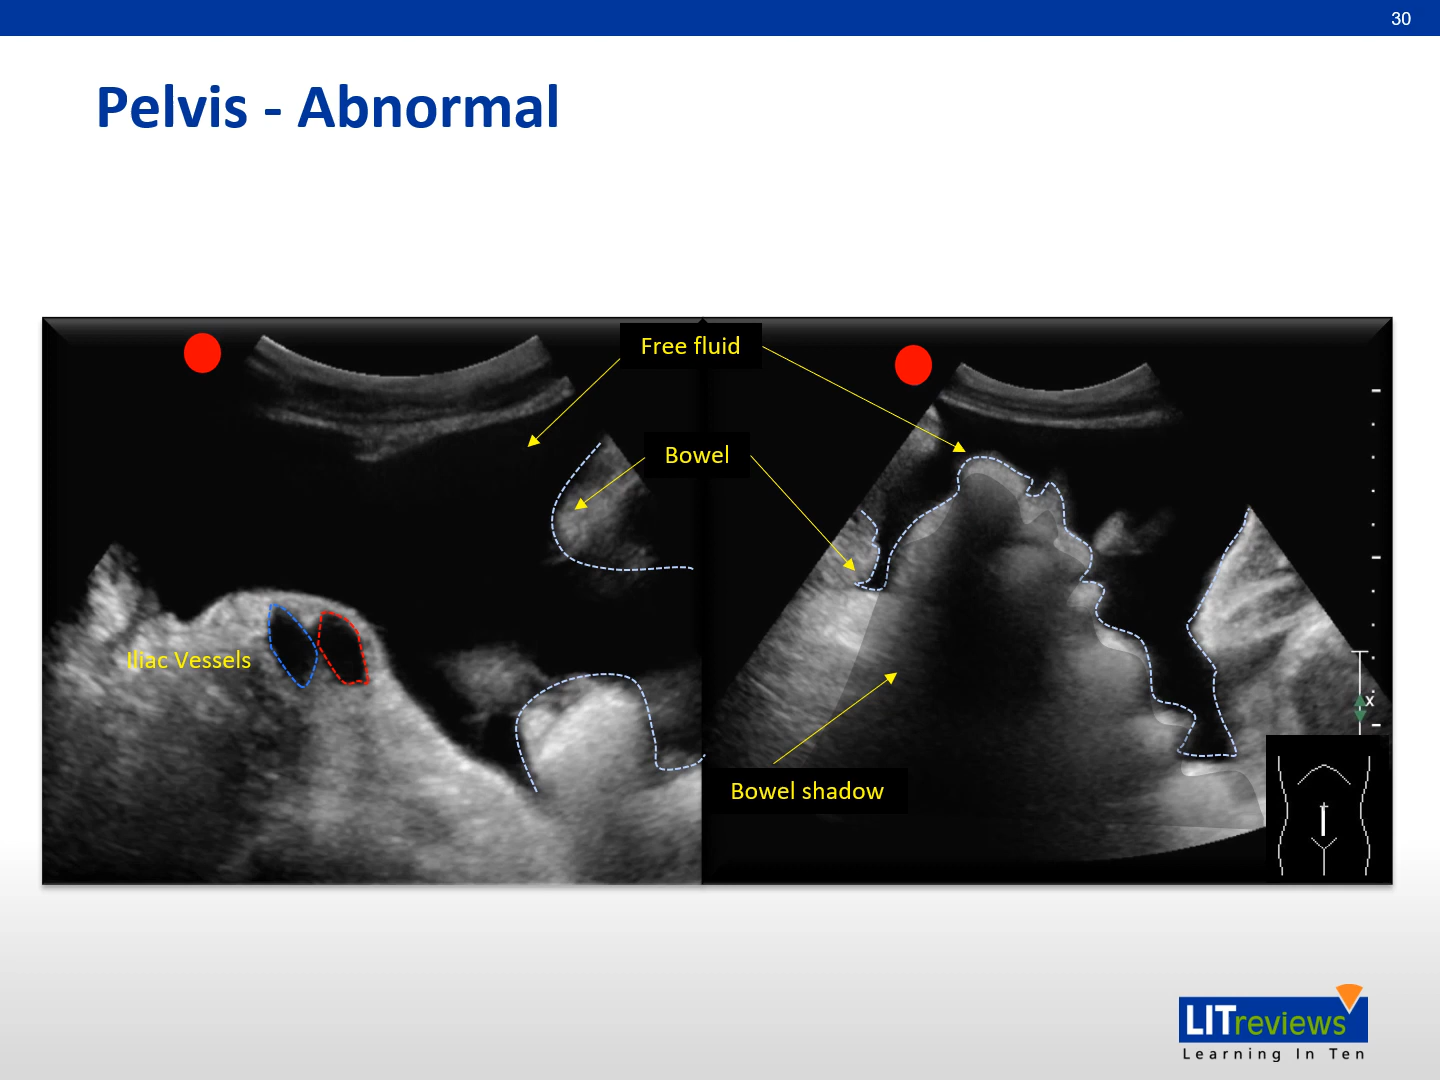 30
Pelvis - Abnormal
Free fluid
Bowel
Iliac Vessels
x
Bowel shadow
LITreviews
Learning In Ten